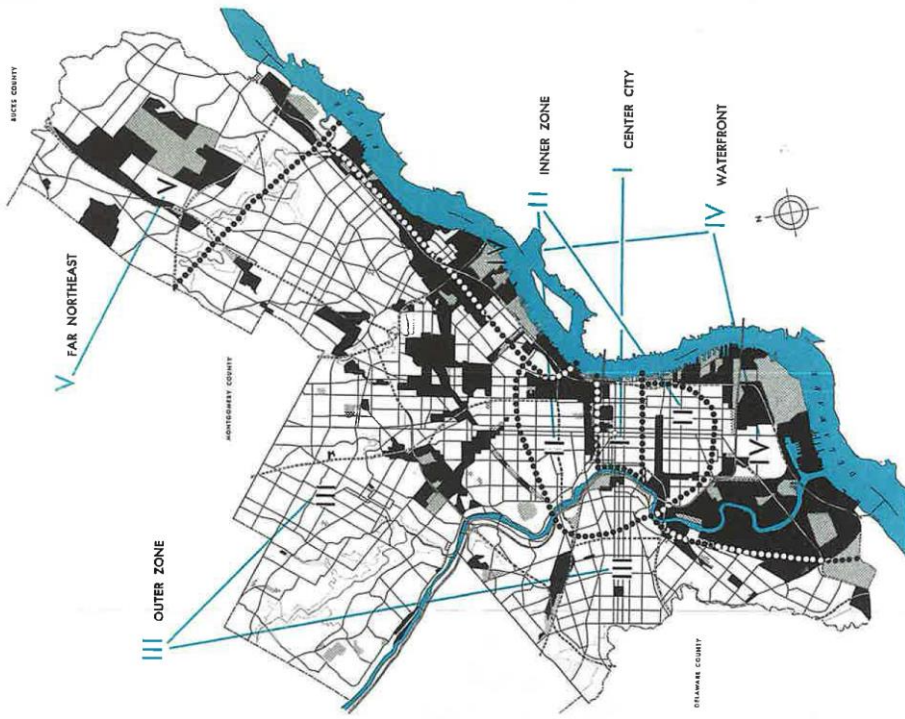 BUCKS COUNTY
V FAR NORTHEAST
V
MONTGOMERY COUNTY
III OUTER ZONE
III
II INNER ZONE
I CENTER CITY
IV WATERFRONT
N
IV
II
I
II
III
IV
DELAWARE COUNTY